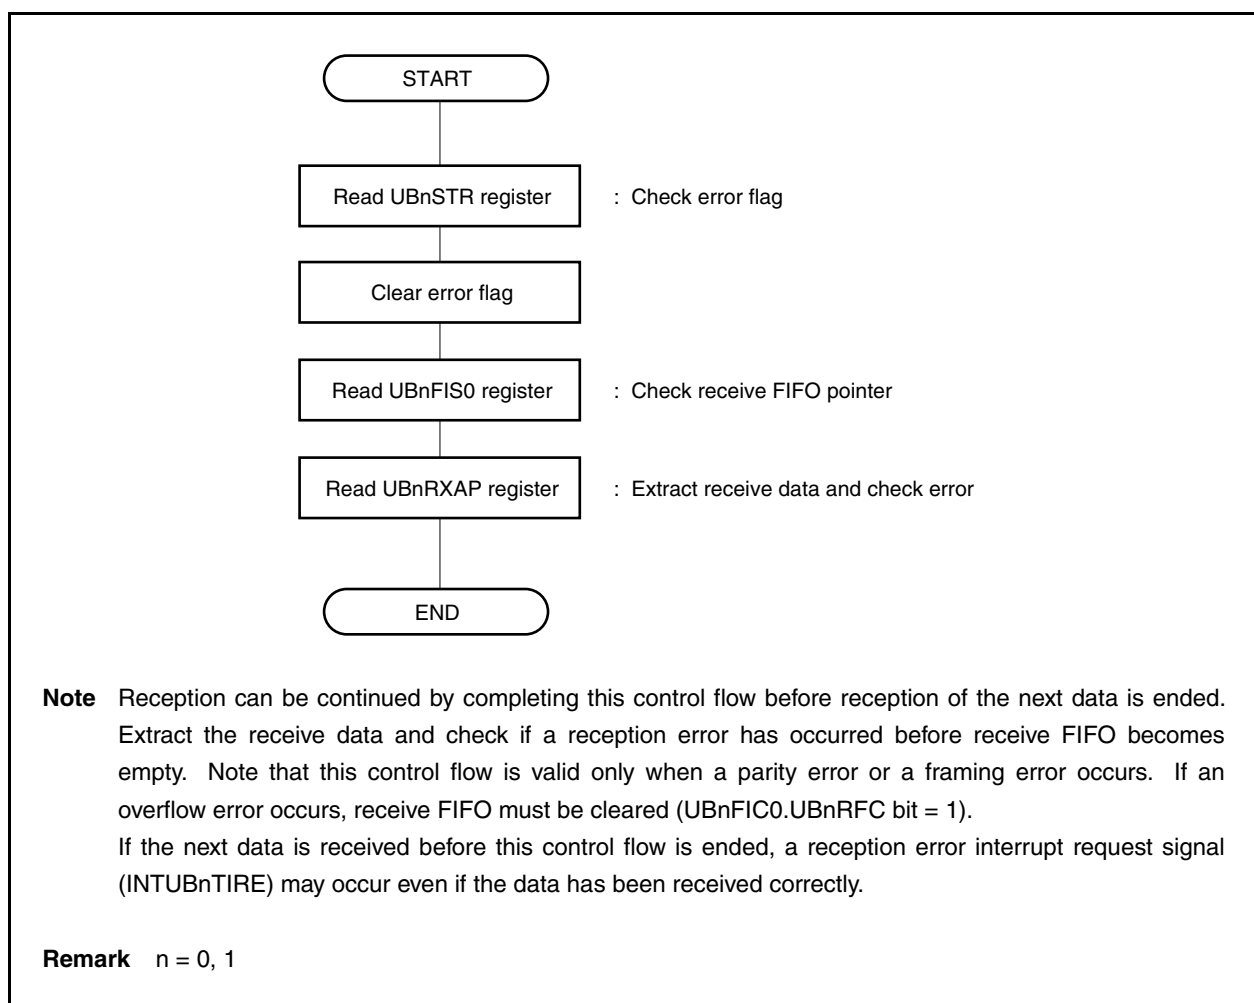 START
Read UBnSTR register : Check error flag
Clear error flag
Read UBnFIS0 register : Check receive FIFO pointer
Read UBnRXAP register : Extract receive data and check error
END
Note Reception can be continued by completing this control flow before reception of the next data is ended.
Extract the receive data and check if a reception error has occurred before receive FIFO becomes
empty. Note that this control flow is valid only when a parity error or a framing error occurs. If an
overflow error occurs, receive FIFO must be cleared (UBnFIC0.UBnRFC bit = 1).
If the next data is received before this control flow is ended, a reception error interrupt request signal
(INTUBnTIRE) may occur even if the data has been received correctly.
Remark n = 0, 1